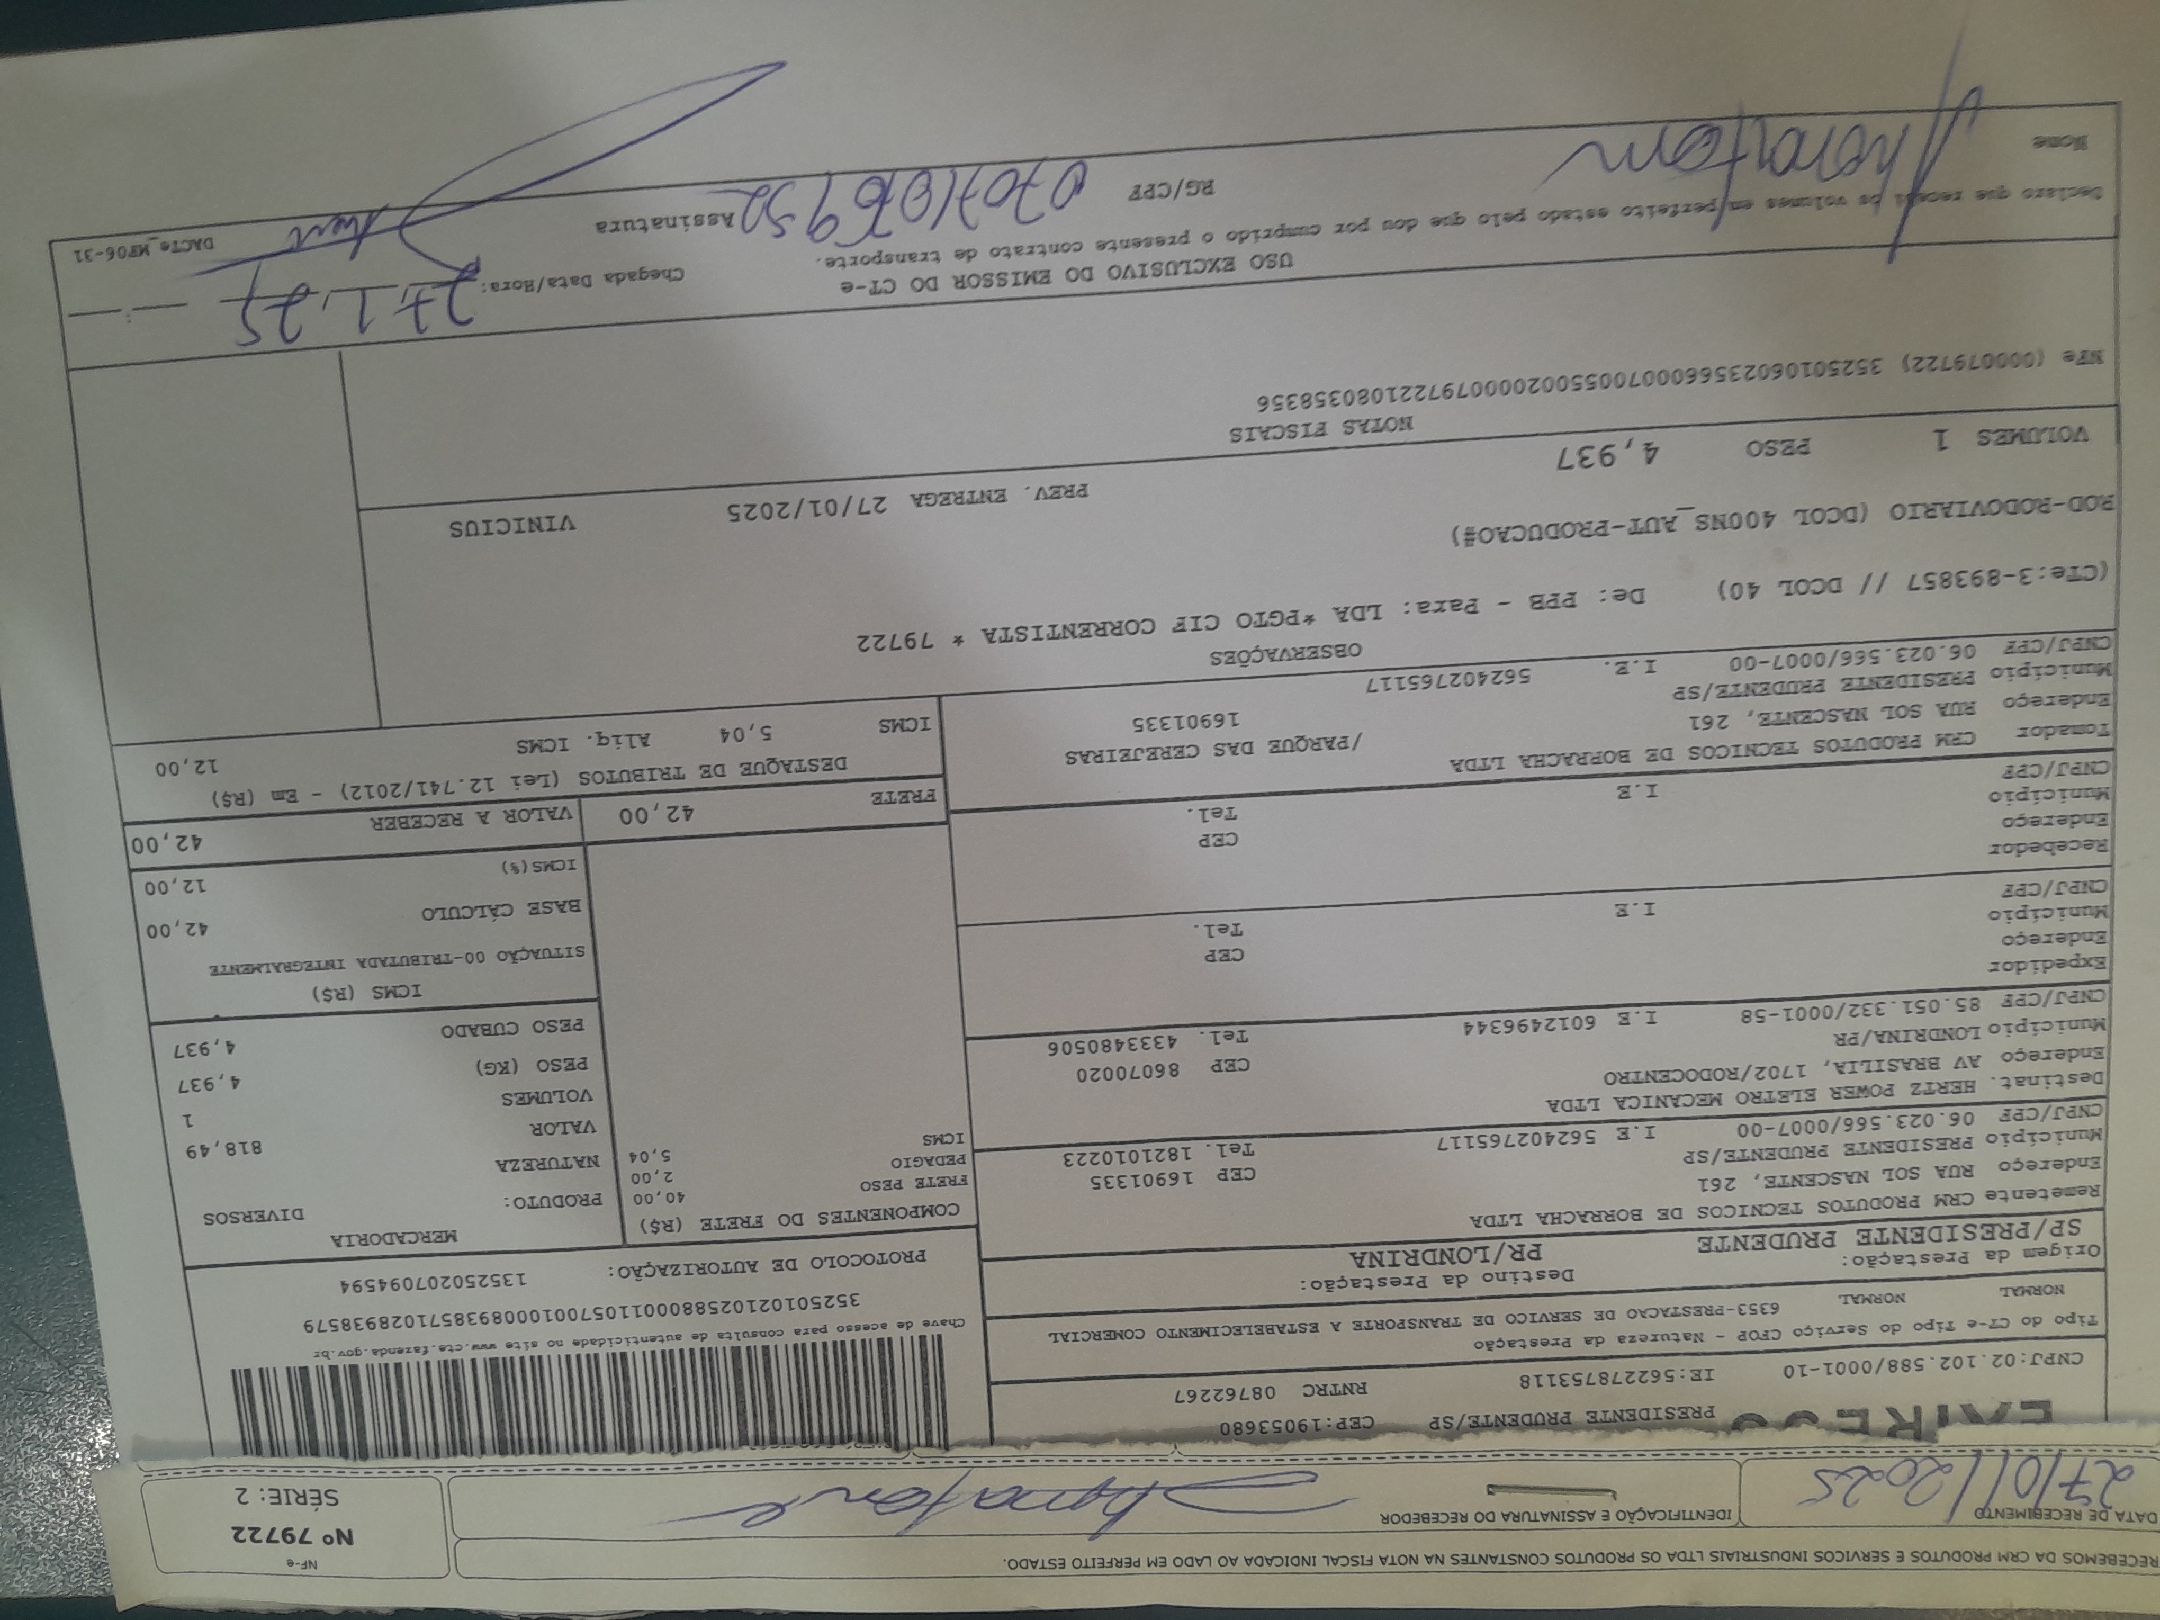 RECEBEMOS DA CRM PRODUTOS E SERVICOS INDUSTRIAIS LTDA OS PRODUTOS CONSTANTES NA NOTA FISCAL INDICADA AO LADO EM PERFEITO ESTADO.
NF-e
Nº 79722
SÉRIE: 2
DATA DE RECEBIMENTO
27/01/2025
IDENTIFICAÇÃO E ASSINATURA DO RECEBEDOR
PRESIDENTE PRUDENTE/SP CEP:19053680
CNPJ:02.102.588/0001-10 IE:562278753118 RNTRC 08762267
Tipo do CT-e Tipo do Serviço CFOP - Natureza da Prestação
NORMAL NORMAL 6353-PRESTACAO DE SERVICO DE TRANSPORTE A ESTABELECIMENTO COMERCIAL
Origem da Prestação: Destino da Prestação:
SP/PRESIDENTE PRUDENTE PR/LONDRINA
Chave de acesso para consulta de autenticidade no site www.cte.fazenda.gov.br
35250102102588000110570010008938571028938579
PROTOCOLO DE AUTORIZAÇÃO: 135250207094594
Remetente CRM PRODUTOS TECNICOS DE BORRACHA LTDA
Endereço RUA SOL NASCENTE, 261 CEP 16901335
Município PRESIDENTE PRUDENTE/SP Tel. 1821010223
CNPJ/CPF 06.023.566/0007-00 I.E 562402765117
Destinat. HERTZ POWER ELETRO MECANICA LTDA
Endereço AV BRASILIA, 1702/RODOCENTRO CEP 86070020
Município LONDRINA/PR Tel. 4333480506
CNPJ/CPF 85.051.332/0001-58 I.E 6012496344
Expedidor
Endereço CEP
Município Tel.
CNPJ/CPF I.E
Recebedor
Endereço CEP
Município Tel.
CNPJ/CPF I.E
Tomador CRM PRODUTOS TECNICOS DE BORRACHA LTDA
Endereço RUA SOL NASCENTE, 261 /PARQUE DAS CEREJEIRAS
Município PRESIDENTE PRUDENTE/SP 16901335
CNPJ/CPF 06.023.566/0007-00 I.E. 562402765117
COMPONENTES DO FRETE (R$)
FRETE PESO 40,00
PEDAGIO 2,00
ICMS 5,04
MERCADORIA
PRODUTO: DIVERSOS
NATUREZA
VALOR 818,49
VOLUMES 1
PESO (KG) 4,937
PESO CUBADO 4,937
ICMS (R$)
SITUAÇÃO 00-TRIBUTADA INTEGRALMENTE
BASE CÁLCULO 42,00
ICMS(%) 12,00
FRETE 42,00 VALOR A RECEBER 42,00
DESTAQUE DE TRIBUTOS (Lei 12.741/2012) - Em (R$)
ICMS 5,04 Aliq. ICMS 12,00
OBSERVAÇÕES
(CTe:3-893857 // DCOL 40) De: PPB - Para: LDA *PGTO CIF CORRENTISTA * 79722
ROD-RODOVIARIO (DCOL 400NS_AUT-PRODUCAO#)
VOLUMES 1 PESO 4,937 PREV. ENTREGA 27/01/2025 VINICIUS
NOTAS FISCAIS
NFe (000079722) 35250106023566000700550020000797221080358356
USO EXCLUSIVO DO EMISSOR DO CT-e
Declaro que recebi os volumes em perfeito estado pelo que dou por cumprido o presente contrato de transporte.
Chegada Data/Hora: 27.1.25
Nome
RG/CPF
Assinatura
DACTe_MF06-31